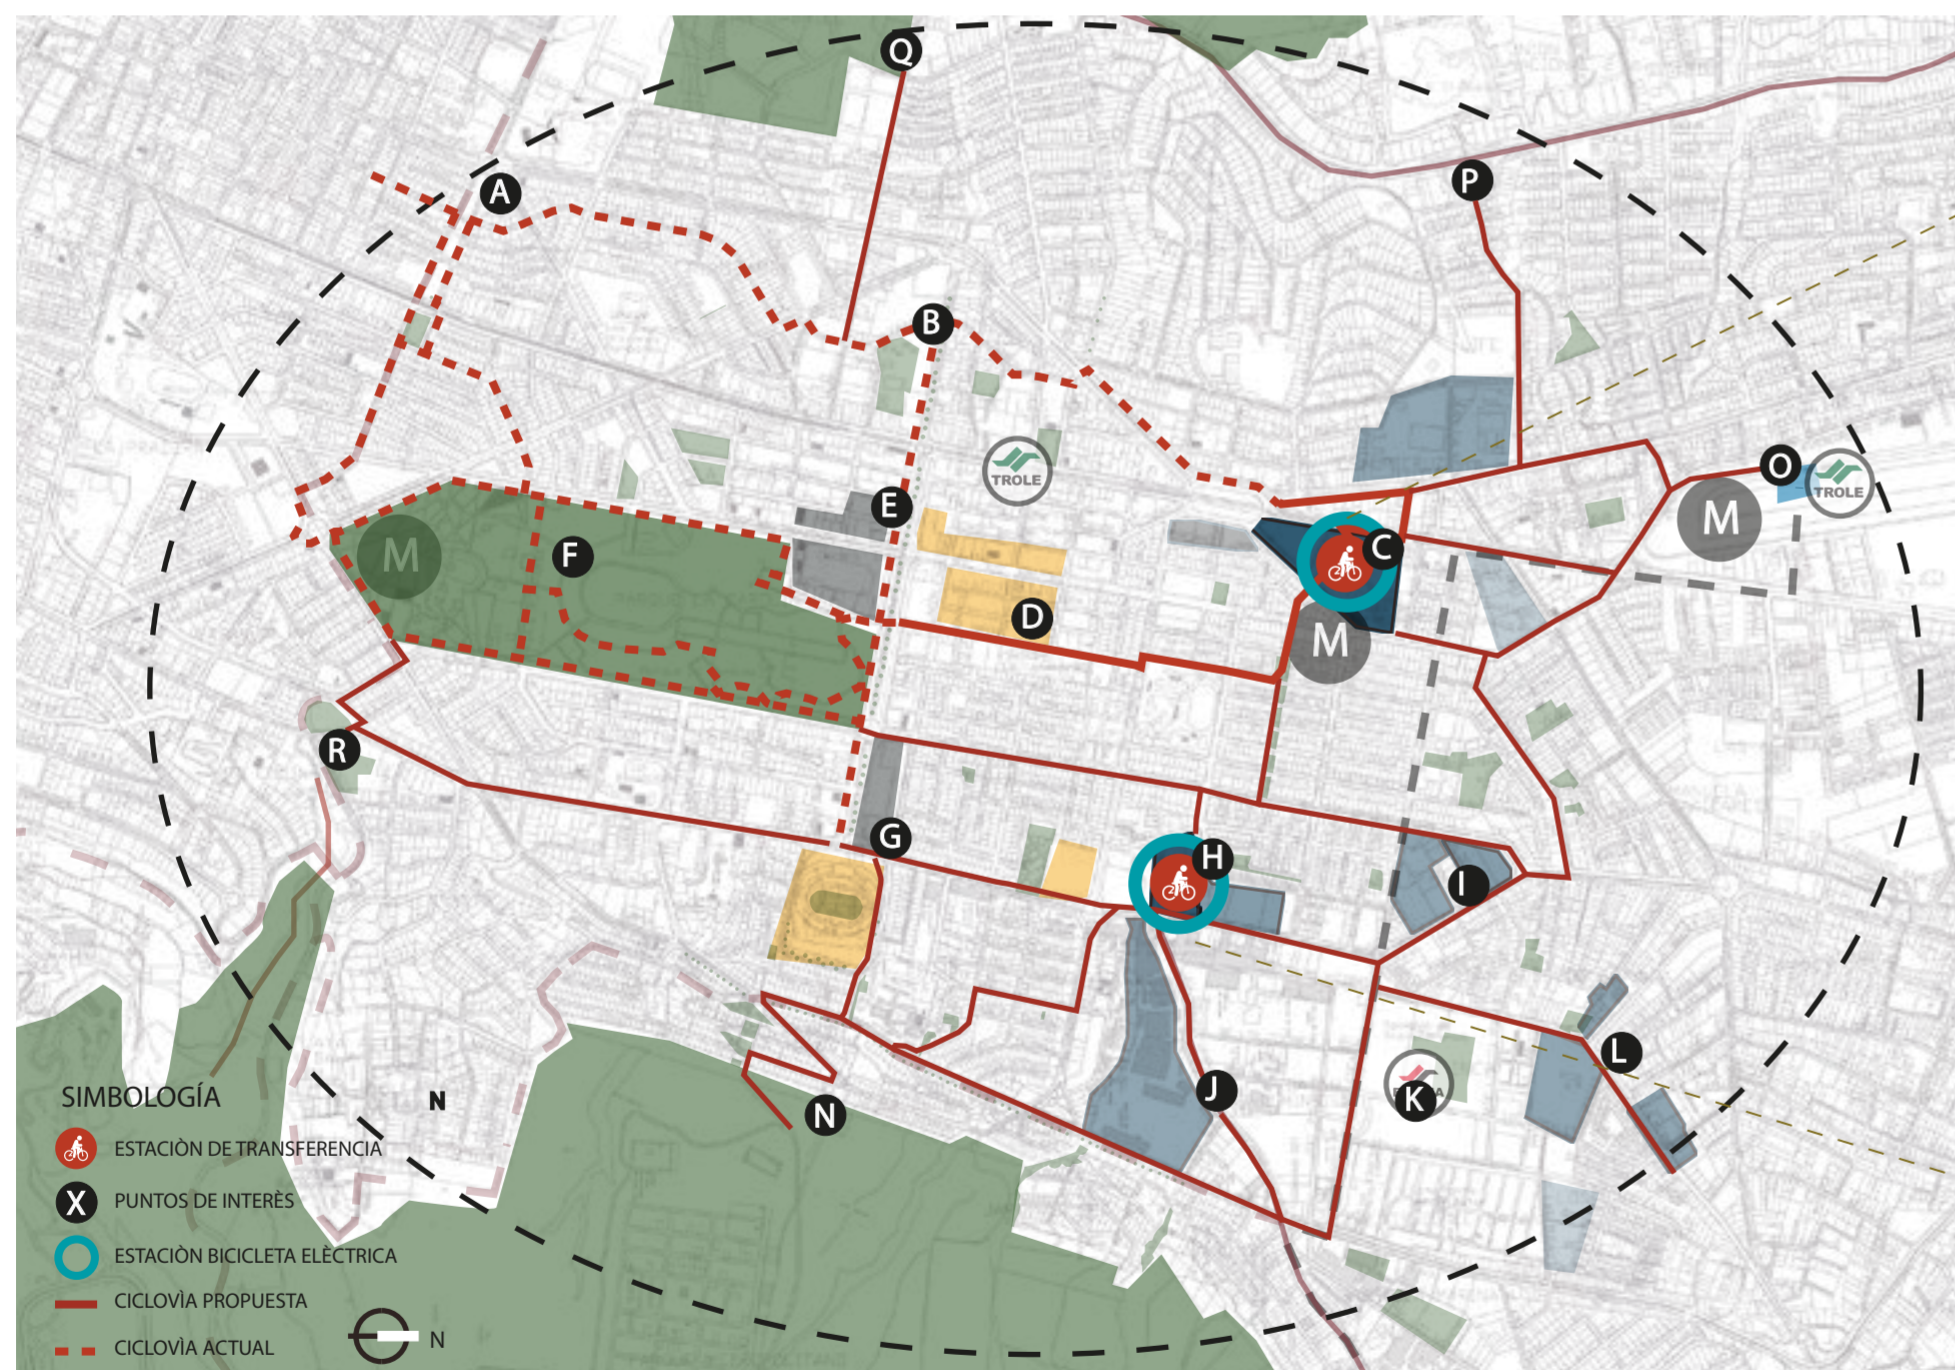 Q
A
P
B
TROLE
O
TROLE
M
E
C
M
F
D
M
R
G
H
I
L
J
K
N
SIMBOLOGÍA
N
ESTACIÒN DE TRANSFERENCIA
X PUNTOS DE INTERÈS
ESTACIÒN BICICLETA ELÈCTRICA
CICLOVÌA PROPUESTA
CICLOVÌA ACTUAL
N